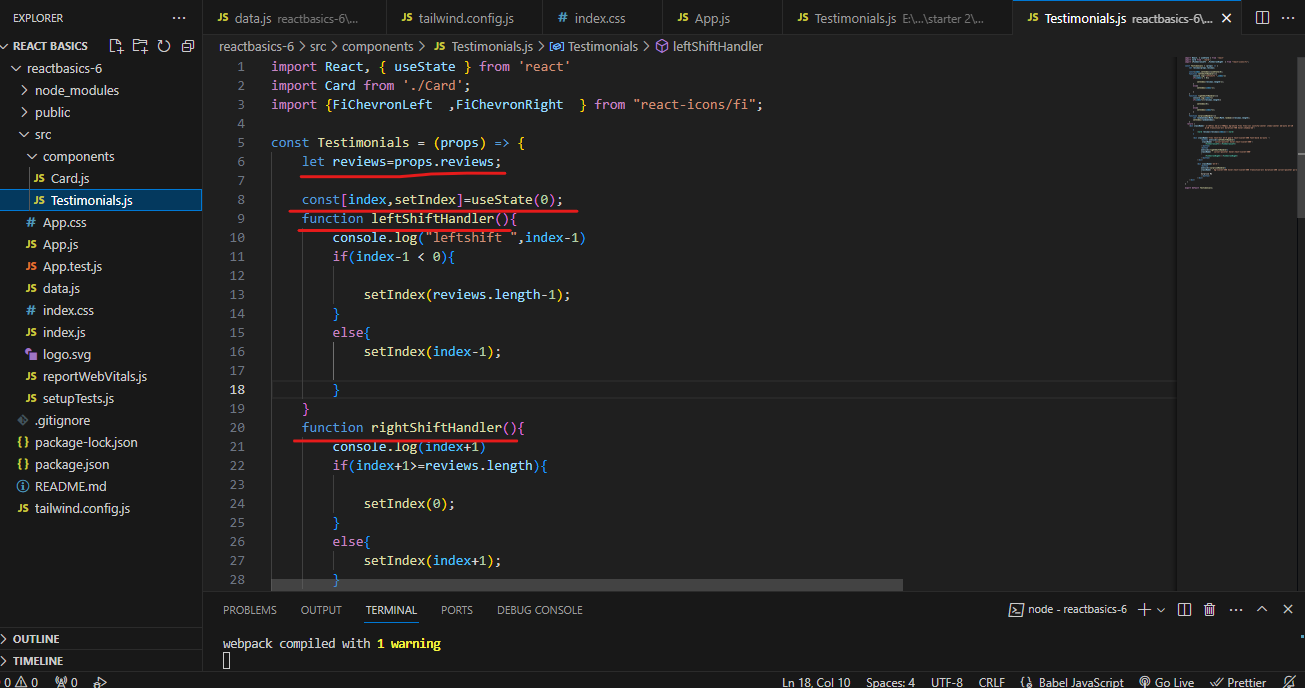 EXPLORER
REACT BASICS
reactbasics-6
node_modules
public
src
components
JS Card.js
JS Testimonials.js
# App.css
JS App.js
JS App.test.js
JS data.js
# index.css
JS index.js
logo.svg
JS reportWebVitals.js
JS setupTests.js
.gitignore
{} package-lock.json
{} package.json
README.md
JS tailwind.config.js
OUTLINE
TIMELINE
JS data.js reactbasics-6\...
JS tailwind.config.js
# index.css
JS App.js
JS Testimonials.js E:\...\starter 2\...
JS Testimonials.js reactbasics-6\...
reactbasics-6 > src > components > JS Testimonials.js > Testimonials > leftShiftHandler
1 import React, { useState } from 'react'
2 import Card from './Card';
3 import {FiChevronLeft  ,FiChevronRight  } from "react-icons/fi";
4
5 const Testimonials = (props) => {
6     let reviews=props.reviews;
7
8     const[index,setIndex]=useState(0);
9     function leftShiftHandler(){
10         console.log("leftshift ",index-1)
11         if(index-1 < 0){
12
13             setIndex(reviews.length-1);
14         }
15         else{
16             setIndex(index-1);
17
18         }
19     }
20     function rightShiftHandler(){
21         console.log(index+1)
22         if(index+1>=reviews.length){
23
24             setIndex(0);
25         }
26         else{
27             setIndex(index+1);
28         }
PROBLEMS OUTPUT TERMINAL PORTS DEBUG CONSOLE
node - reactbasics-6
webpack compiled with 1 warning
0 0 0
Ln 18, Col 10 Spaces: 4 UTF-8 CRLF {} Babel JavaScript Go Live Prettier